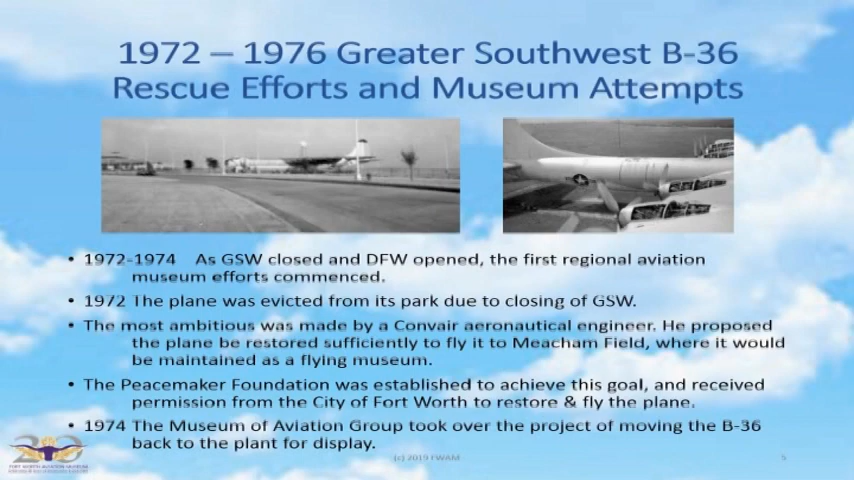 1972 – 1976 Greater Southwest B-36
Rescue Efforts and Museum Attempts
• 1972-1974 As GSW closed and DFW opened, the first regional aviation
museum efforts commenced.
• 1972 The plane was evicted from its park due to closing of GSW.
• The most ambitious was made by a Convair aeronautical engineer. He proposed
the plane be restored sufficiently to fly it to Meacham Field, where it would
be maintained as a flying museum.
• The Peacemaker Foundation was established to achieve this goal, and received
permission from the City of Fort Worth to restore & fly the plane.
• 1974 The Museum of Aviation Group took over the project of moving the B-36
back to the plant for display.
20
FORT WORTH AVIATION MUSEUM
(c) 2019 FWAM
5